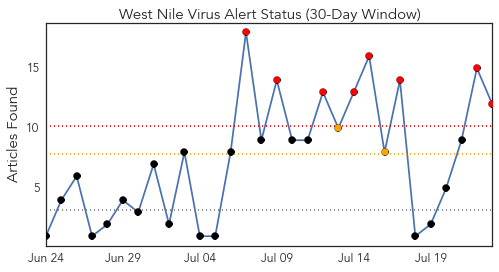 West Nile Virus Alert Status (30-Day Window)
Articles Found
15
10
5
Jun 24
Jun 29
Jul 04
Jul 09
Jul 14
Jul 19